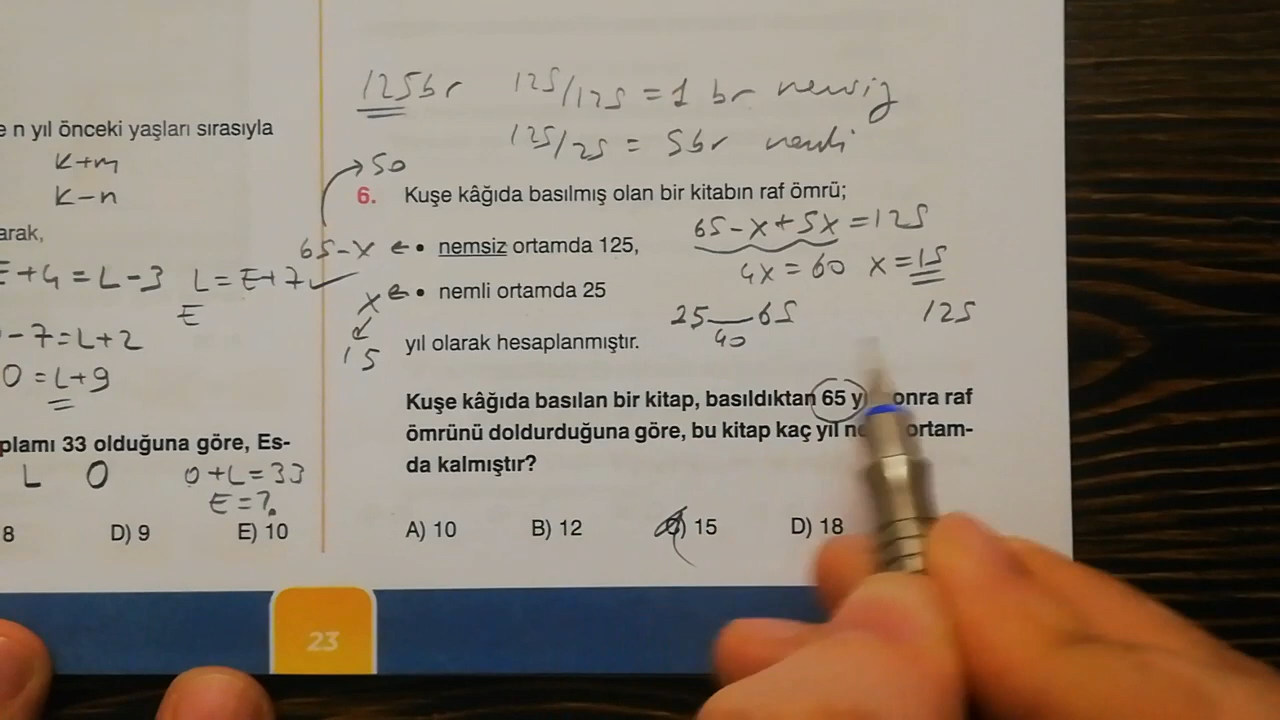 e n yıl önceki yaşları sırasıyla
K+m
K-n
arak,
E+4=L-3 L=E+7
E
-7=L+2
0=L+9
plamı 33 olduğuna göre, Es-
L O O+L=33
E=?
8 D) 9 E) 10
125br 125/125=1 br nemsiz
125/25=5br nemli
50
6. Kuşe kâğıda basılmış olan bir kitabın raf ömrü;
65-x+5x=125
65-x • nemsiz ortamda 125,
4x=60 x=15
x • nemli ortamda 25
25 65 125
40
15 yıl olarak hesaplanmıştır.
Kuşe kâğıda basılan bir kitap, basıldıktan 65 y onra raf
ömrünü doldurduğuna göre, bu kitap kaç yıl ne ortam-
da kalmıştır?
A) 10 B) 12 C) 15 D) 18
23